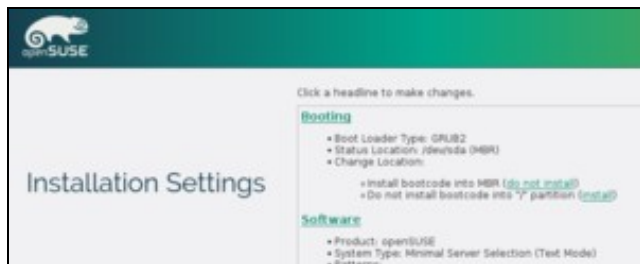 openSUSE
Click a headline to make changes.
Booting
• Boot Loader Type: GRUB2
• Status Location: /dev/sda (MBR)
• Change Location:
◦ Install bootcode into MBR (do not install)
◦ Do not install bootcode into "/" partition (install)
Installation Settings
Software
• Product: openSUSE
• System Type: Minimal Server Selection (Text Mode)
• Patterns: